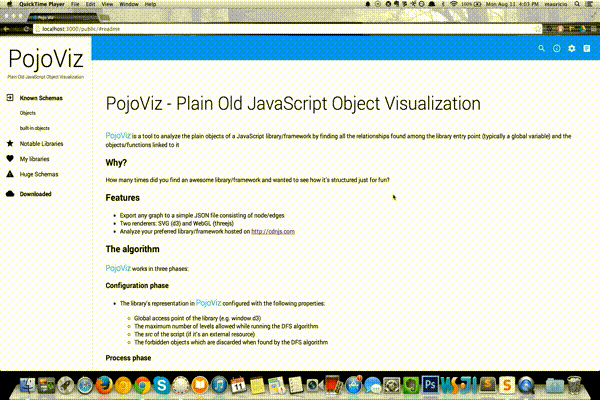 QuickTime Player File Edit View Window Help
100% Mon Aug 11 4:03 PM mauricio
Pojo Viz
localhost:3000/public/#readme
PojoViz
Plain Old JavaScript Object Visualization
Known Schemas
Objects
built-in objects
Notable Libraries
My libraries
Huge Schemas
Downloaded
PojoViz - Plain Old JavaScript Object Visualization
PojoViz is a tool to analyze the plain objects of a JavaScript library/framework by finding all the relationships found among the library entry point (typically a global variable) and the
objects/functions linked to it
Why?
How many times did you find an awesome library/framework and wanted to see how it's structured just for fun?
Features
Export any graph to a simple JSON file consisting of node/edges
Two renderers: SVG (d3) and WebGL (threejs)
Analyze your preferred library/framework hosted on http://cdnjs.com
The algorithm
PojoViz works in three phases:
Configuration phase
The library's representation in PojoViz configured with the following properties:
Global access point of the library (e.g. window.d3)
The maximum number of levels allowed while running the DFS algorithm
The src of the script (if it's an external resource)
The forbidden objects which are discarded when found by the DFS algorithm
Process phase
11
Ps
WS
S